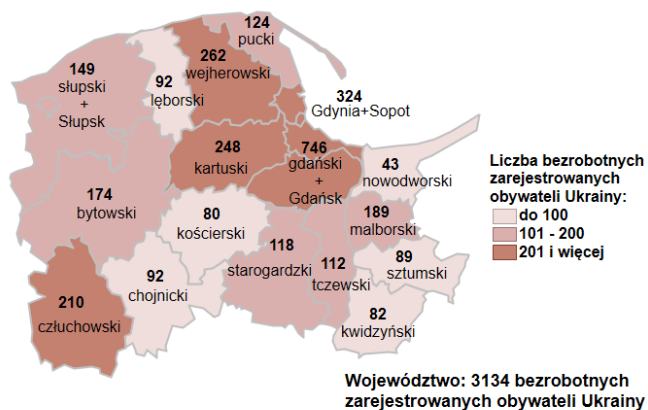 124
pucki
262
wejherowski
149
słupski
+
Słupsk
92
lęborski
324
Gdynia+Sopot
248
kartuski
746
gdański
+
Gdańsk
43
nowodworski
174
bytowski
80
kościerski
189
malborski
118
starogardzki
112
tczewski
89
sztumski
92
chojnicki
210
człuchowski
82
kwidzyński
Liczba bezrobotnych
zarejestrowanych
obywateli Ukrainy:
do 100
101 - 200
201 i więcej
Województwo: 3134 bezrobotnych
zarejestrowanych obywateli Ukrainy